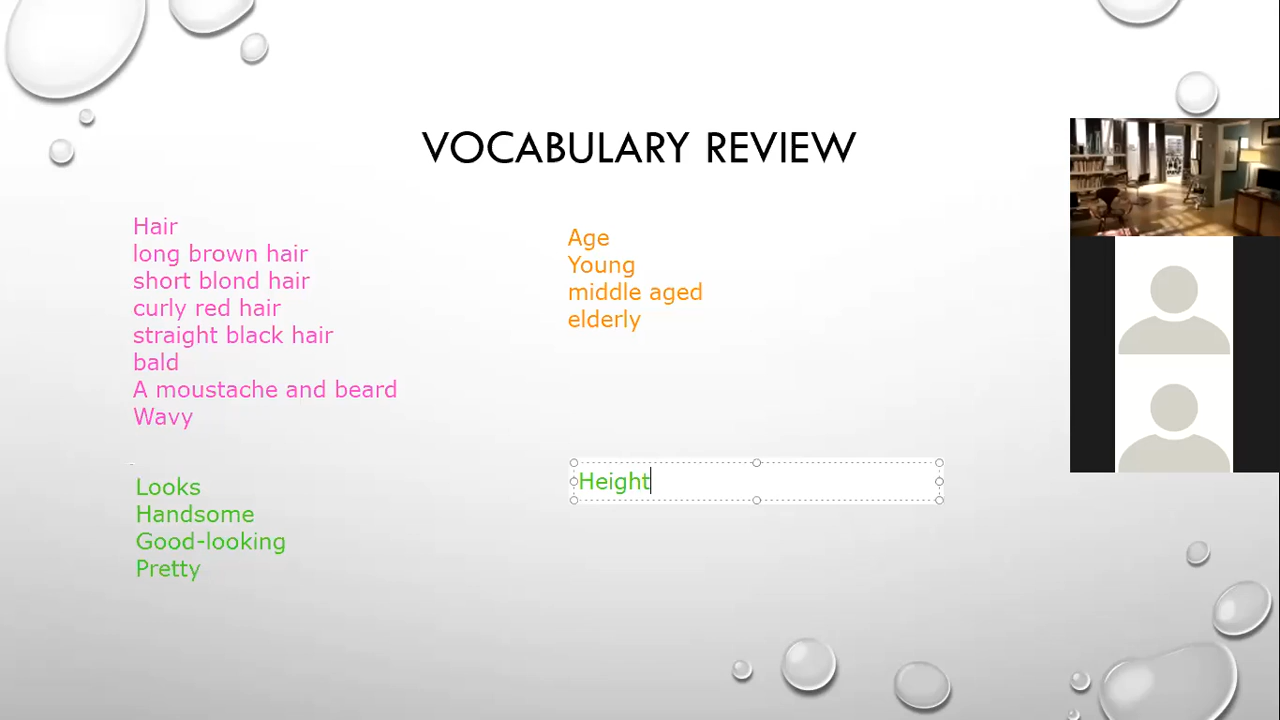 VOCABULARY REVIEW
Hair
long brown hair
short blond hair
curly red hair
straight black hair
bald
A moustache and beard
Wavy
Looks
Handsome
Good-looking
Pretty
Age
Young
middle aged
elderly
Height